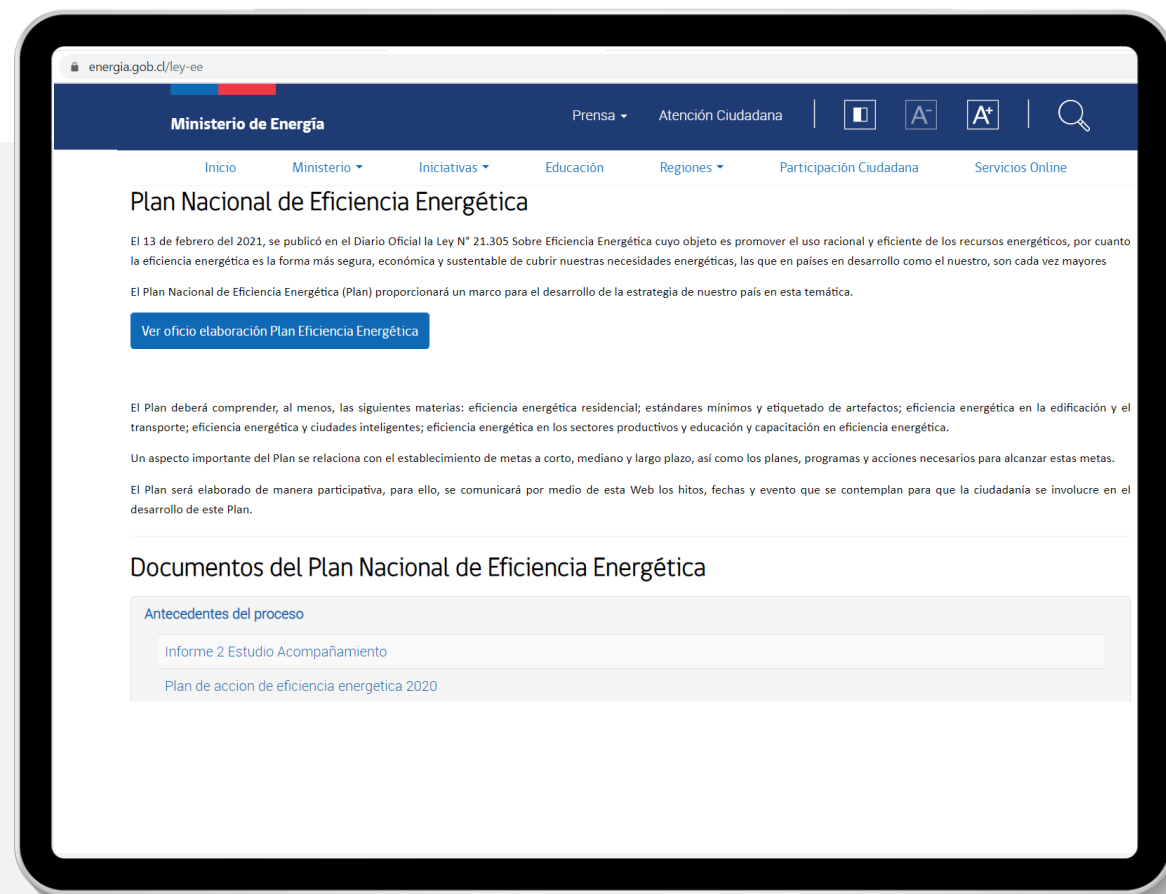 energia.gob.cl/ley-ee
Ministerio de Energía
Prensa
Atención Ciudadana
A-
A+
Inicio
Ministerio
Iniciativas
Educación
Regiones
Participación Ciudadana
Servicios Online
Plan Nacional de Eficiencia Energética
El 13 de febrero del 2021, se publicó en el Diario Oficial la Ley N° 21.305 Sobre Eficiencia Energética cuyo objeto es promover el uso racional y eficiente de los recursos energéticos, por cuanto
la eficiencia energética es la forma más segura, económica y sustentable de cubrir nuestras necesidades energéticas, las que en países en desarrollo como el nuestro, son cada vez mayores
El Plan Nacional de Eficiencia Energética (Plan) proporcionará un marco para el desarrollo de la estrategia de nuestro país en esta temática.
Ver oficio elaboración Plan Eficiencia Energética
El Plan deberá comprender, al menos, las siguientes materias: eficiencia energética residencial; estándares mínimos y etiquetado de artefactos; eficiencia energética en la edificación y el
transporte; eficiencia energética y ciudades inteligentes; eficiencia energética en los sectores productivos y educación y capacitación en eficiencia energética.
Un aspecto importante del Plan se relaciona con el establecimiento de metas a corto, mediano y largo plazo, así como los planes, programas y acciones necesarios para alcanzar estas metas.
El Plan será elaborado de manera participativa, para ello, se comunicará por medio de esta Web los hitos, fechas y evento que se contemplan para que la ciudadanía se involucre en el
desarrollo de este Plan.
Documentos del Plan Nacional de Eficiencia Energética
Antecedentes del proceso
Informe 2 Estudio Acompañamiento
Plan de accion de eficiencia energetica 2020